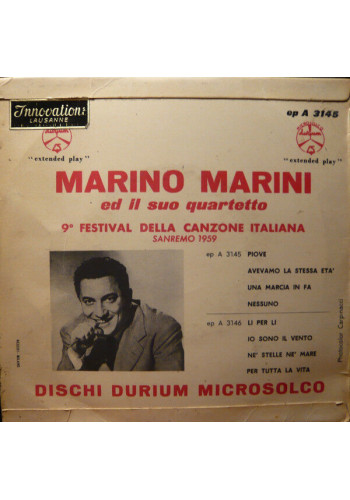 Innovation
LAUSANNE
ep A 3145
"extended play"
"extended play"
MARINO MARINI
ed il suo quartetto
9º FESTIVAL DELLA CANZONE ITALIANA
SANREMO 1959
ep A 3145 PIOVE
AVEVAMO LA STESSA ETA'
UNA MARCIA IN FA
NESSUNO
ep A 3146 LI PER LI
IO SONO IL VENTO
NE' STELLE NE' MARE
PER TUTTA LA VITA
DISCHI DURIUM MICROSOLCO